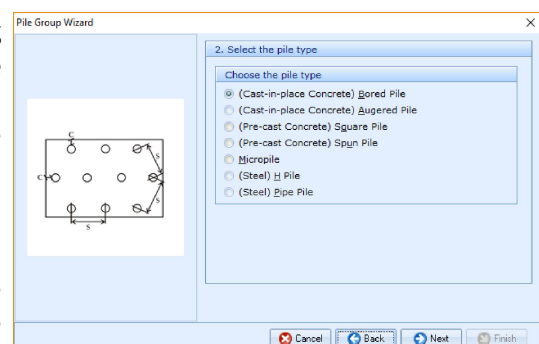 Pile Group Wizard
2. Select the pile type
Choose the pile type
(Cast-in-place Concrete) Bored Pile
(Cast-in-place Concrete) Augered Pile
(Pre-cast Concrete) Square Pile
(Pre-cast Concrete) Spun Pile
Micropile
(Steel) H Pile
(Steel) Pipe Pile
C
S
C
S
S
Cancel
Back
Next
Finish